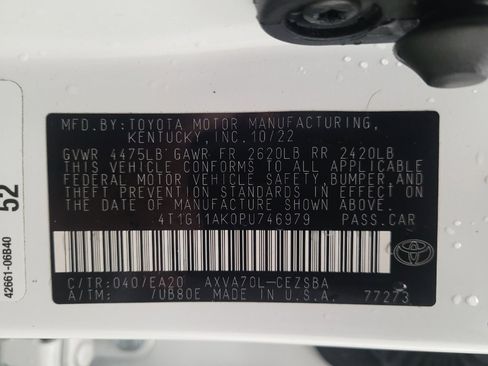 MFD.BY:TOYOTA MOTOR MANUFACTURING,
KENTUCKY, INC. 10/22
GVWR 4475LB GAWR FR 2620LB RR 2420LB
THIS VEHICLE CONFORMS TO ALL APPLICABLE
FEDERAL MOTOR VEHICLE SAFETY, BUMPER, AND
THEFT PREVENTION STANDARDS IN EFFECT ON
THE DATE OF MANUFACTURE SHOWN ABOVE.
4T1G11AK0PU746979 PASS.CAR
C/TR:040/EA20 AXVA70L-CEZSBA
A/TM: /UB80E MADE IN U.S.A. 77273
TOYOTA
52
42661-06B40